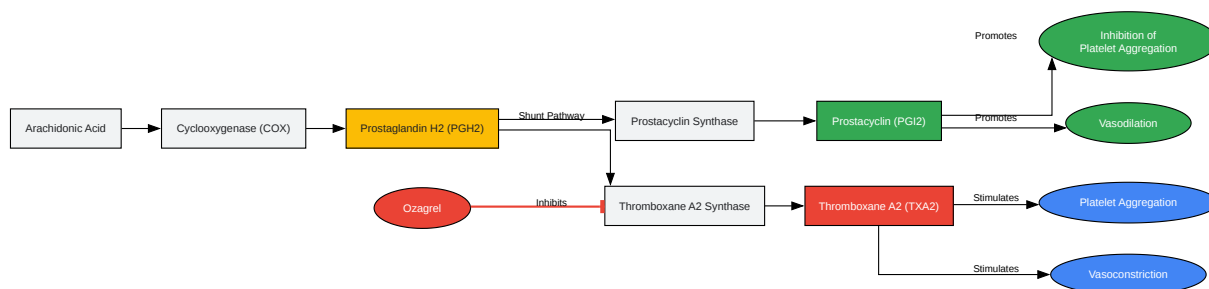 Promotes
Inhibition of
Platelet Aggregation
Arachidonic Acid
Cyclooxygenase (COX)
Prostaglandin H2 (PGH2)
Shunt Pathway
Prostacyclin Synthase
Prostacyclin (PGI2)
Promotes
Vasodilation
Ozagrel
Inhibits
Thromboxane A2 Synthase
Thromboxane A2 (TXA2)
Stimulates
Platelet Aggregation
Stimulates
Vasoconstriction